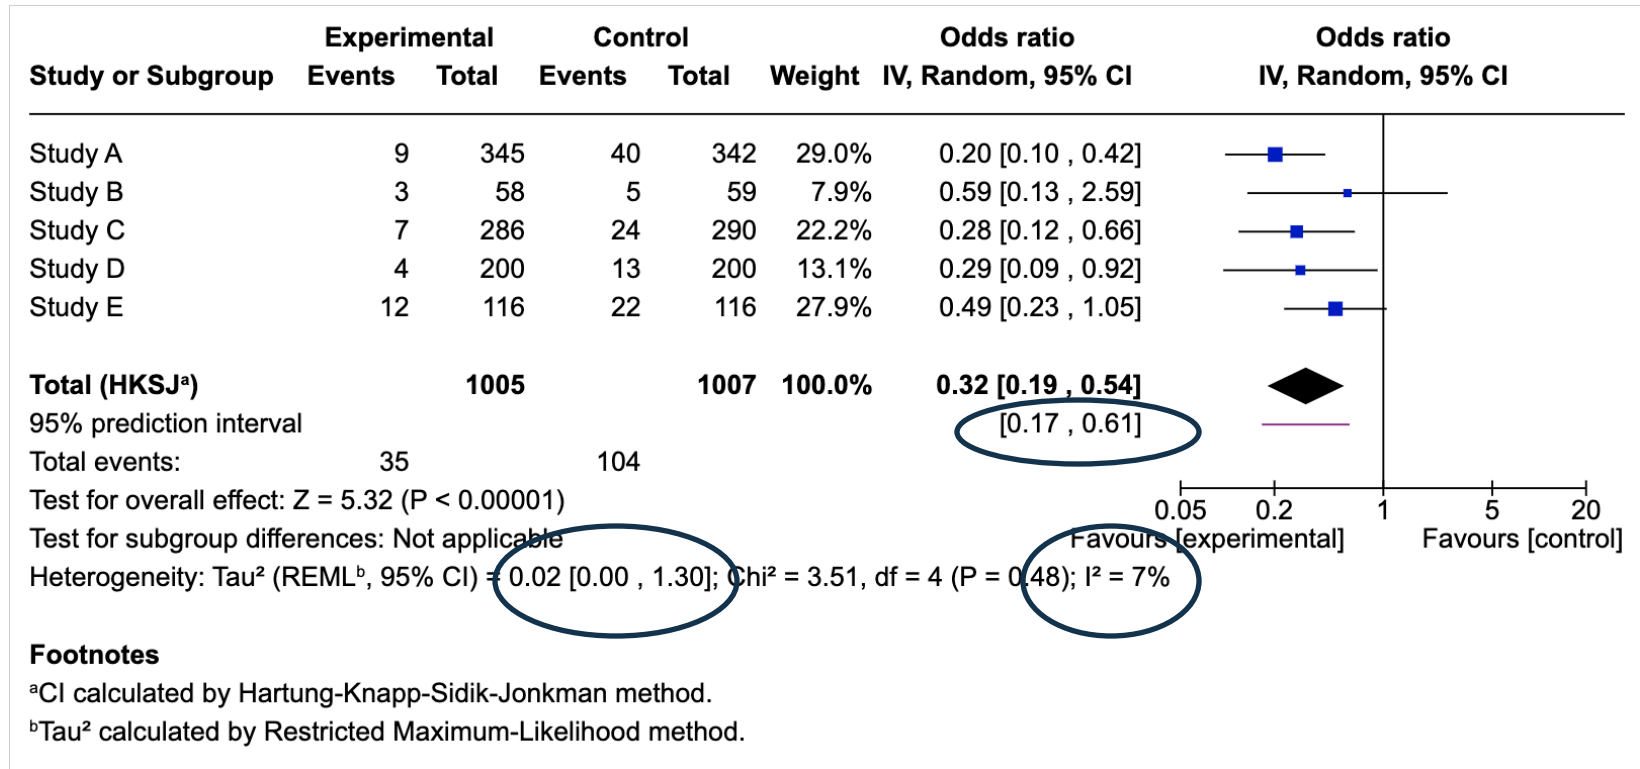 Experimental Control Odds ratio Odds ratio
Study or Subgroup Events Total Events Total Weight IV, Random, 95% CI IV, Random, 95% CI
Study A 9 345 40 342 29.0% 0.20 [0.10 , 0.42]
Study B 3 58 5 59 7.9% 0.59 [0.13 , 2.59]
Study C 7 286 24 290 22.2% 0.28 [0.12 , 0.66]
Study D 4 200 13 200 13.1% 0.29 [0.09 , 0.92]
Study E 12 116 22 116 27.9% 0.49 [0.23 , 1.05]
Total (HKSJᵃ) 1005 1007 100.0% 0.32 [0.19 , 0.54]
95% prediction interval [0.17 , 0.61]
Total events: 35 104
Test for overall effect: Z = 5.32 (P < 0.00001) 0.05 0.2 1 5 20
Test for subgroup differences: Not applicable Favours [experimental] Favours [control]
Heterogeneity: Tau² (REMLᵇ, 95% CI) = 0.02 [0.00 , 1.30]; Chi² = 3.51, df = 4 (P = 0.48); I² = 7%
Footnotes
ᵃCI calculated by Hartung-Knapp-Sidik-Jonkman method.
ᵇTau² calculated by Restricted Maximum-Likelihood method.